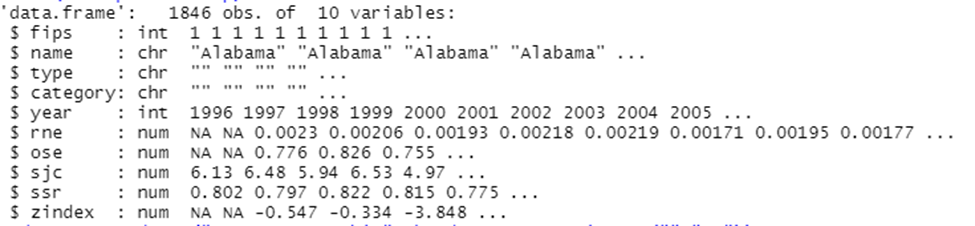 'data.frame':   1846 obs. of  10 variables:
 $ fips    : int  1 1 1 1 1 1 1 1 1 1 ...
 $ name    : chr  "Alabama" "Alabama" "Alabama" "Alabama" ...
 $ type    : chr  "" "" "" "" ...
 $ category: chr  "" "" "" "" ...
 $ year    : int  1996 1997 1998 1999 2000 2001 2002 2003 2004 2005 ...
 $ rne     : num  NA NA 0.0023 0.00206 0.00193 0.00218 0.00219 0.00171 0.00195 0.00177 ...
 $ ose     : num  NA NA 0.776 0.826 0.755 ...
 $ sjc     : num  6.13 6.48 5.94 6.53 4.97 ...
 $ ssr     : num  0.802 0.797 0.822 0.815 0.775 ...
 $ zindex  : num  NA NA -0.547 -0.334 -3.848 ...